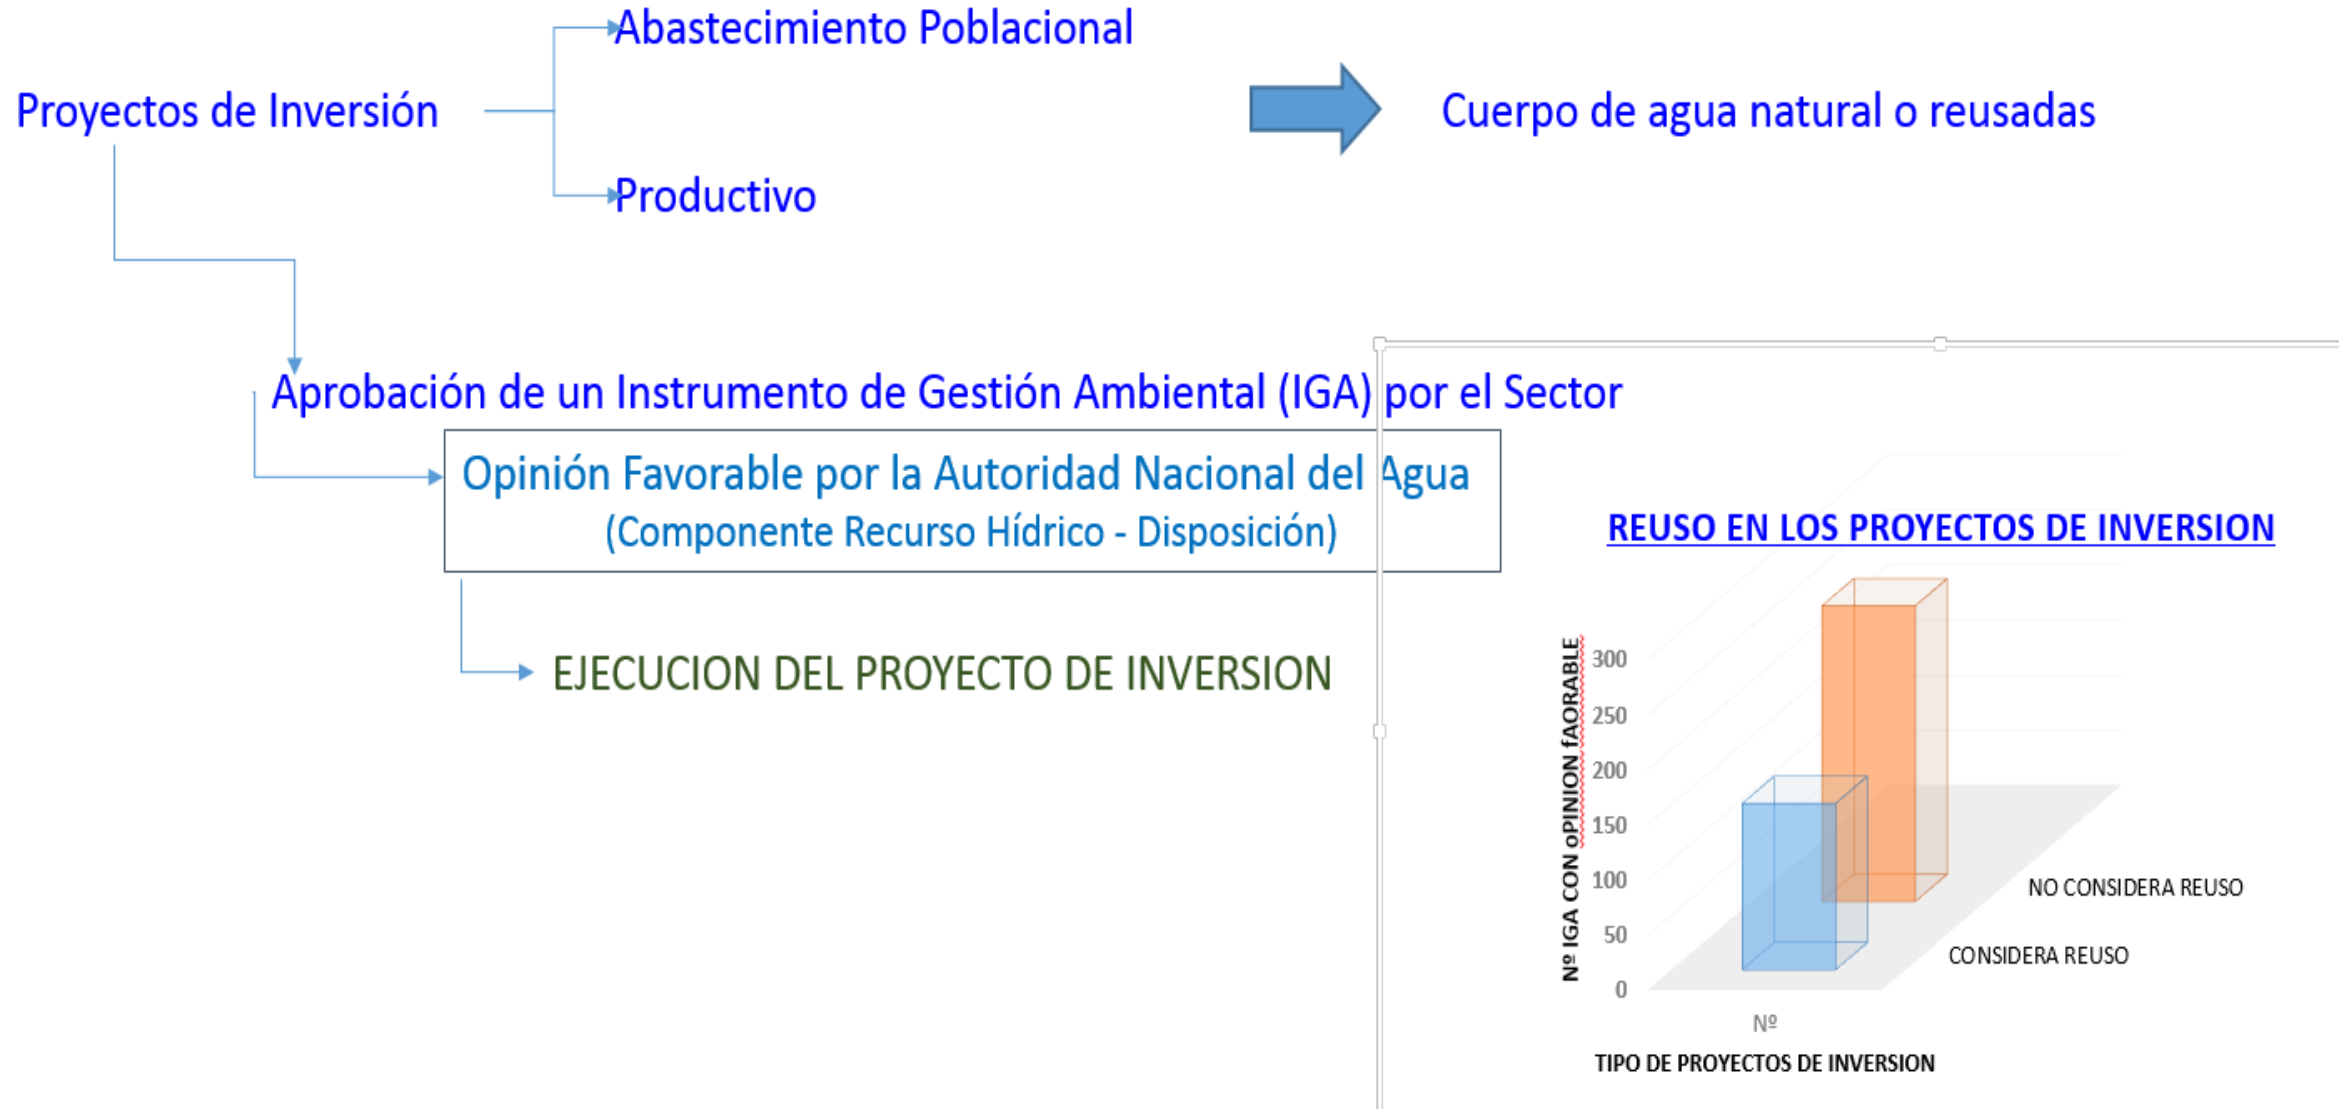 Abastecimiento Poblacional
Proyectos de Inversión
Cuerpo de agua natural o reusadas
Productivo
Aprobación de un Instrumento de Gestión Ambiental (IGA) por el Sector
Opinión Favorable por la Autoridad Nacional del Agua
(Componente Recurso Hídrico - Disposición)
EJECUCION DEL PROYECTO DE INVERSION
REUSO EN LOS PROYECTOS DE INVERSION
Nº IGA CON oPINION fAORABLE
300
250
200
150
100
50
0
NO CONSIDERA REUSO
CONSIDERA REUSO
Nº
TIPO DE PROYECTOS DE INVERSION